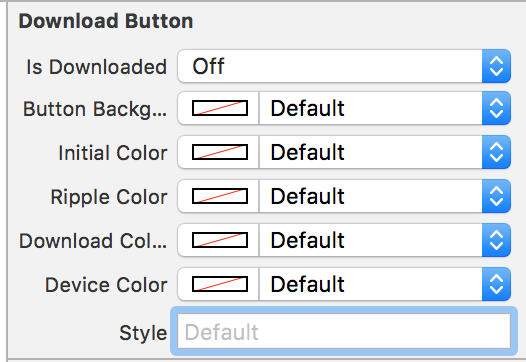 Download Button
Is Downloaded Off
Button Backg... Default
Initial Color Default
Ripple Color Default
Download Col... Default
Device Color Default
Style Default